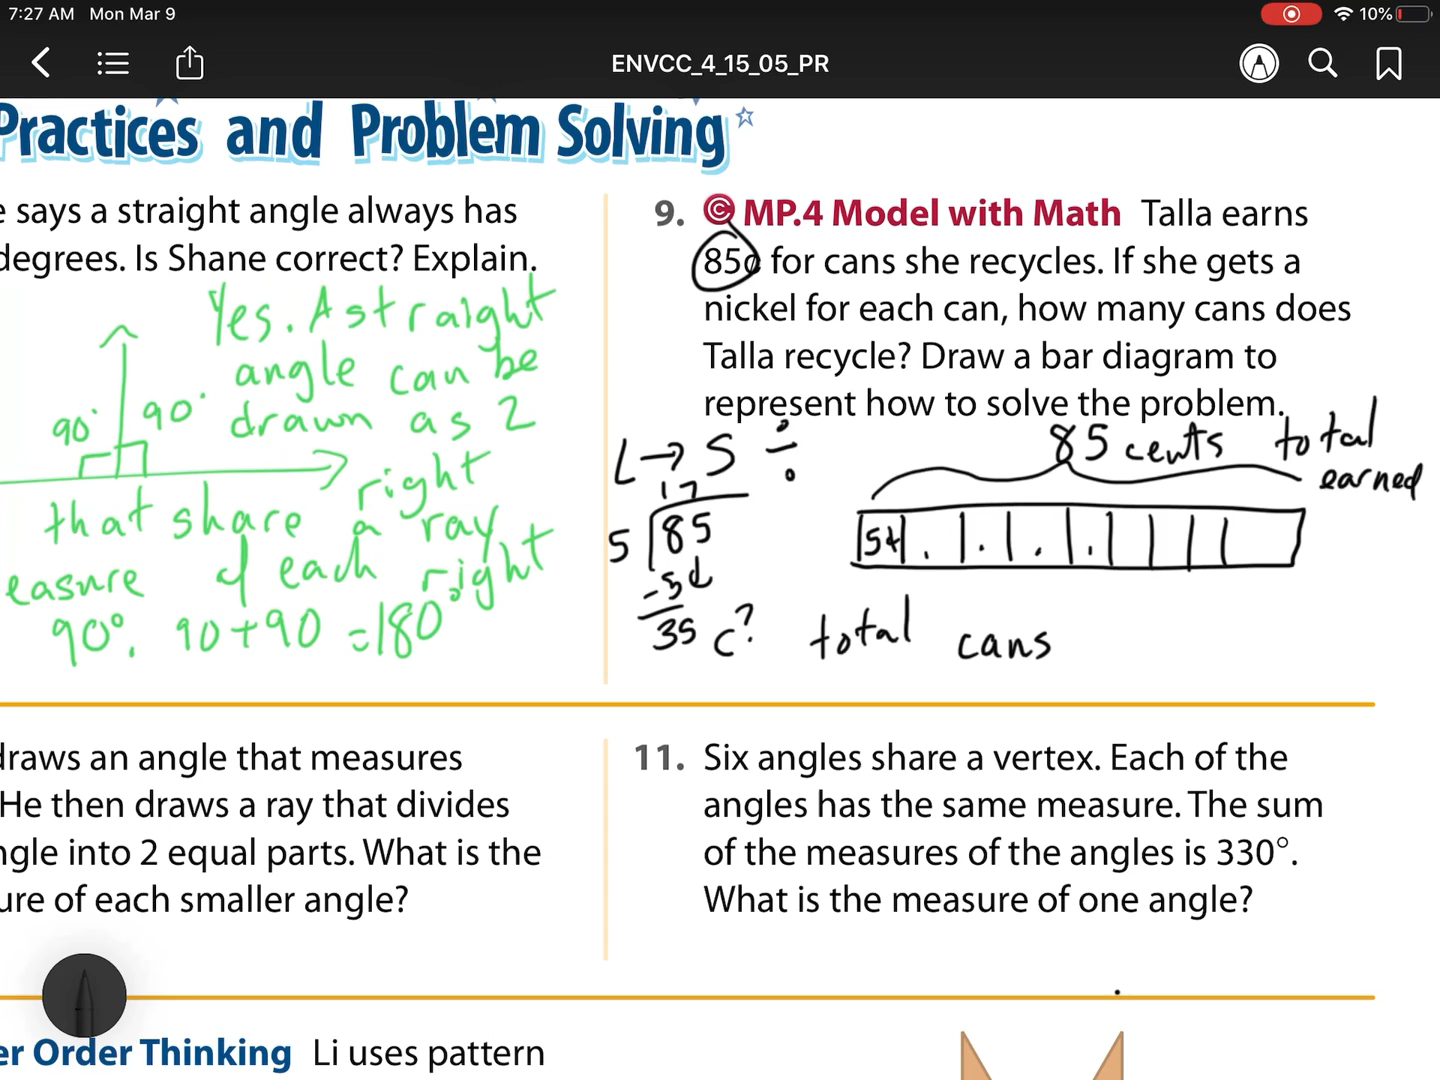 7:27 AM Mon Mar 9
10%
ENVCC_4_15_05_PR
Practices and Problem Solving
says a straight angle always has
degrees. Is Shane correct? Explain.
Yes. A straight
angle can be
90° 90° drawn as 2
right
that share a ray.
easure of each right
90°. 90+90=180°
9. MP.4 Model with Math Talla earns
85¢ for cans she recycles. If she gets a
nickel for each can, how many cans does
Talla recycle? Draw a bar diagram to
represent how to solve the problem.
L→S ÷
85 cents total
earned
17
5 85
-5↓
35
5¢
c? total cans
draws an angle that measures
He then draws a ray that divides
ngle into 2 equal parts. What is the
ure of each smaller angle?
11. Six angles share a vertex. Each of the
angles has the same measure. The sum
of the measures of the angles is 330°.
What is the measure of one angle?
er Order Thinking Li uses pattern